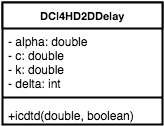 DCI4HD2DDelay
- alpha: double
- c: double
- k: double
- delta: int
+icdtd(double, boolean)